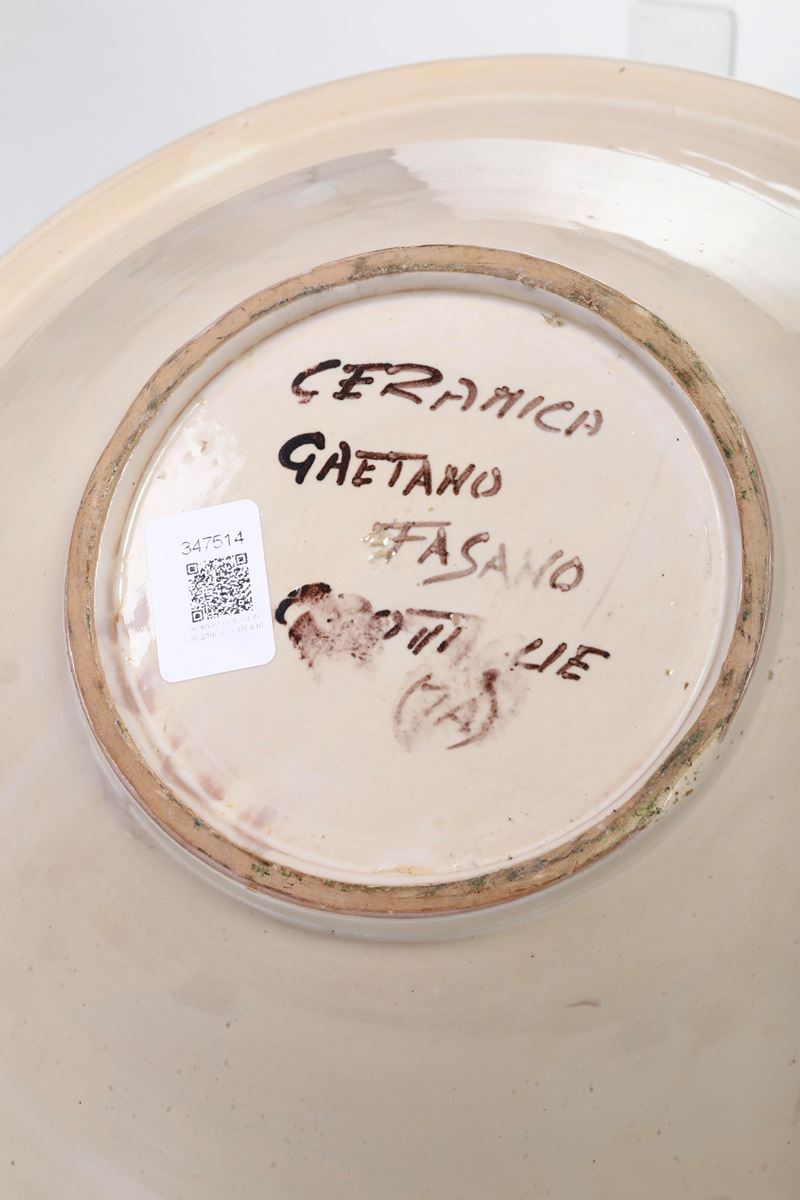 CERAMICA
GAETANO
FASANO
(TA)
347514